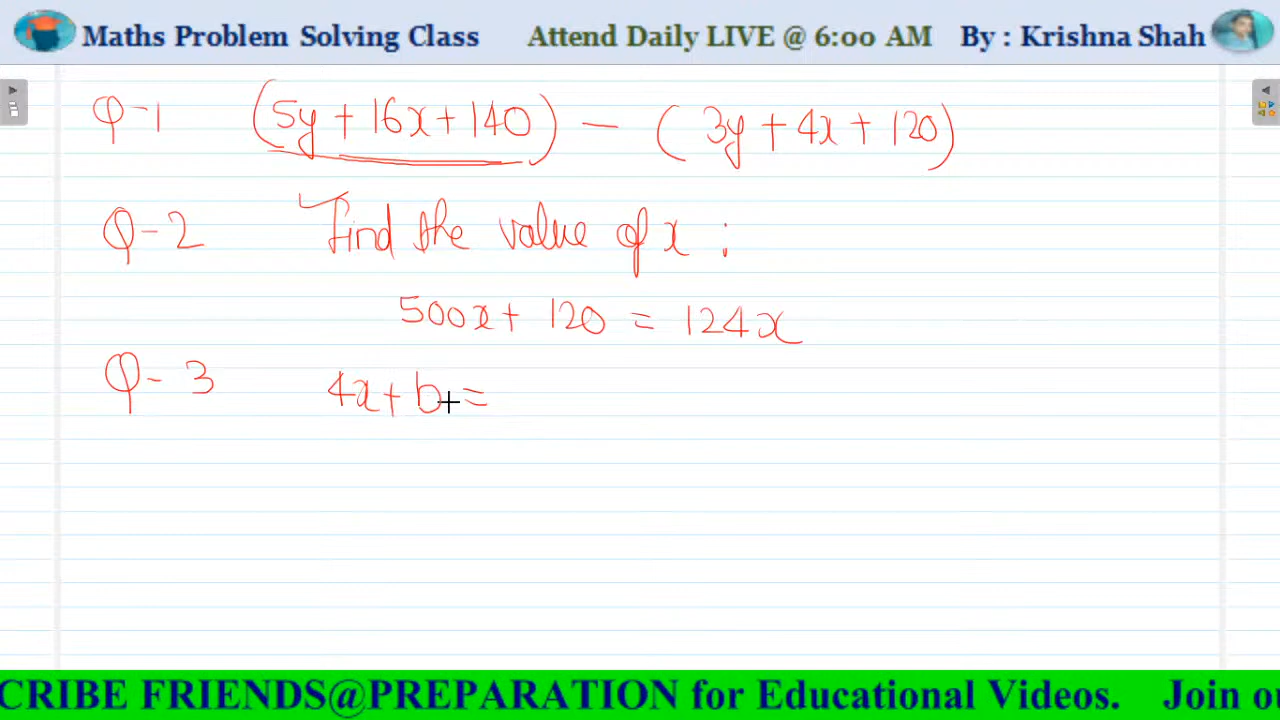 Maths Problem Solving Class Attend Daily LIVE @ 6:00 AM By : Krishna Shah
Q-1 (5y + 16x + 140) - (3y + 4x + 120)
Q-2 Find the value of x :
500x + 120 = 124x
Q-3 4x + b =
CRIBE FRIENDS@PREPARATION for Educational Videos. Join